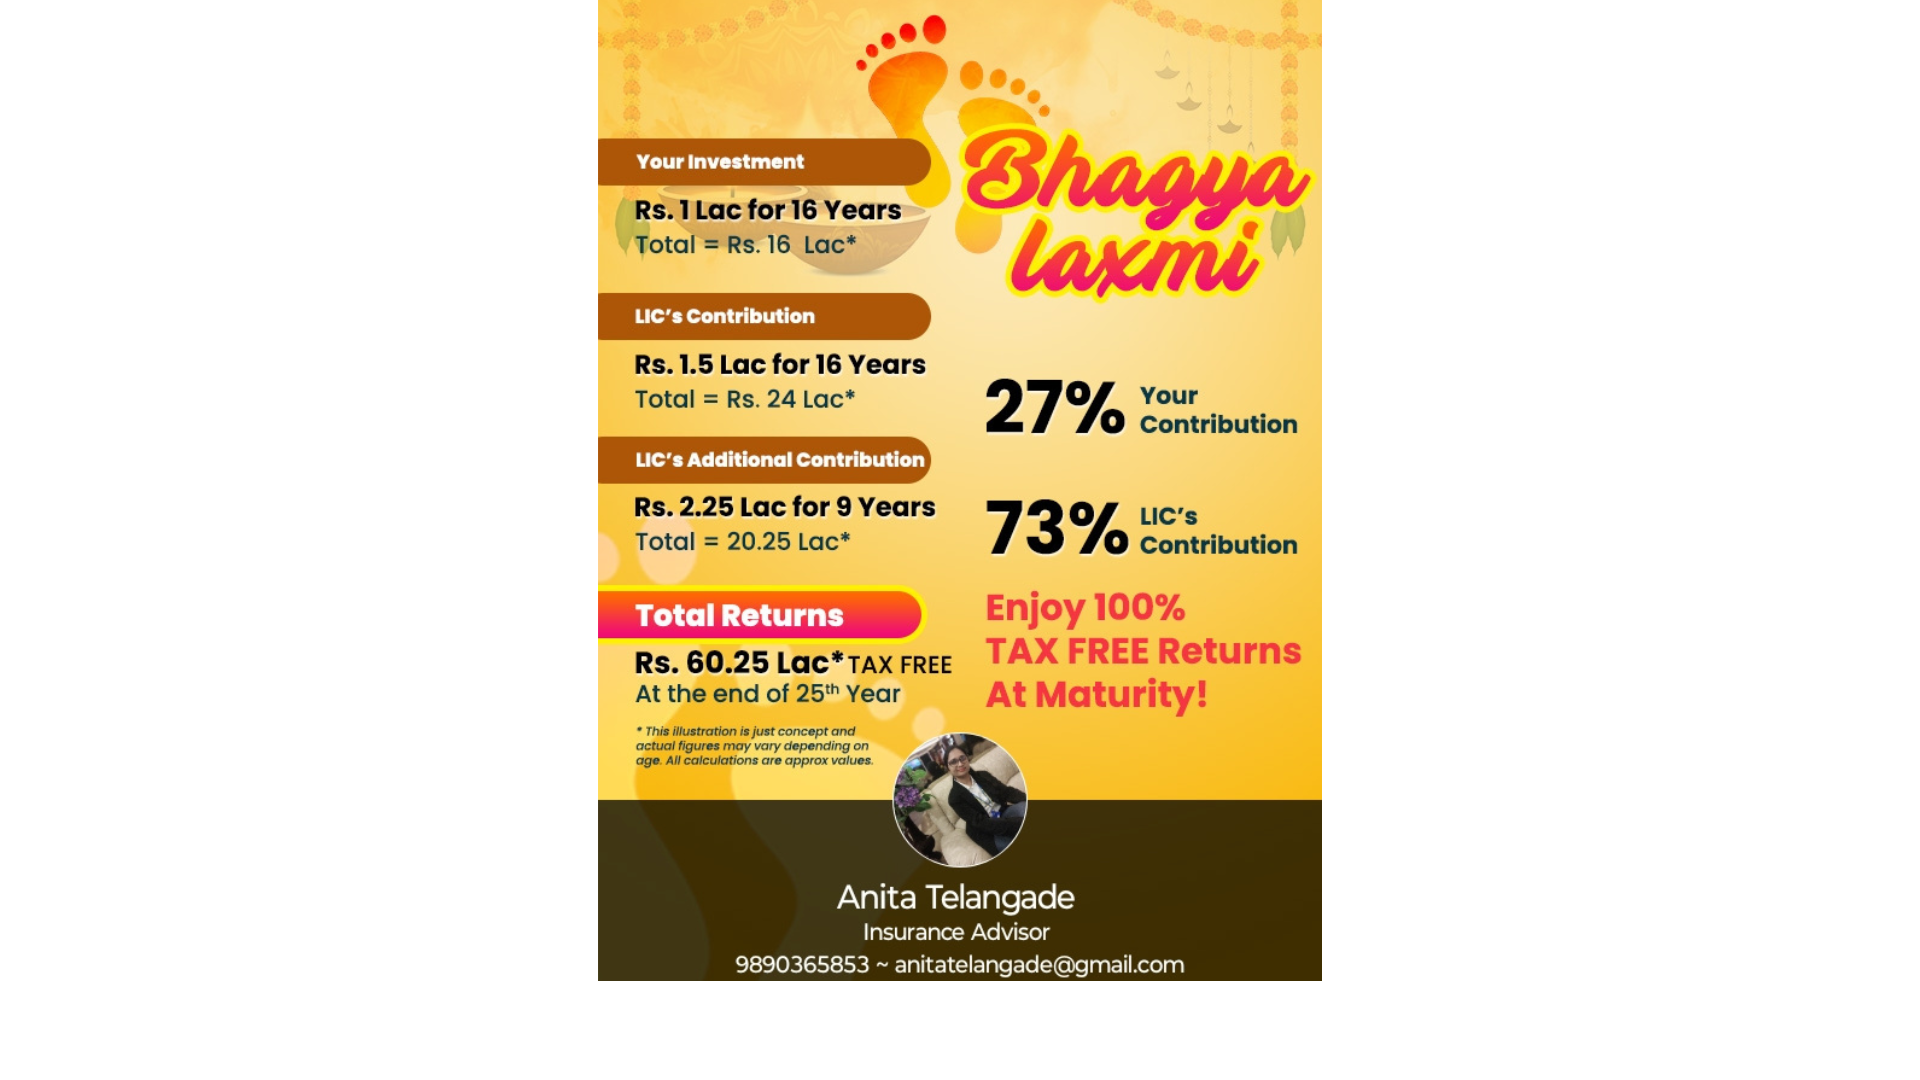 Bhagya
laxmi
Your Investment
Rs. 1 Lac for 16 Years
Total = Rs. 16 Lac*
LIC’s Contribution
Rs. 1.5 Lac for 16 Years
Total = Rs. 24 Lac*
LIC’s Additional Contribution
Rs. 2.25 Lac for 9 Years
Total = 20.25 Lac*
Total Returns
Rs. 60.25 Lac* TAX FREE
At the end of 25th Year
* This illustration is just concept and
actual figures may vary depending on
age. All calculations are approx values.
27% Your
Contribution
73% LIC’s
Contribution
Enjoy 100%
TAX FREE Returns
At Maturity!
Anita Telangade
Insurance Advisor
9890365853 ~ anitatelangade@gmail.com